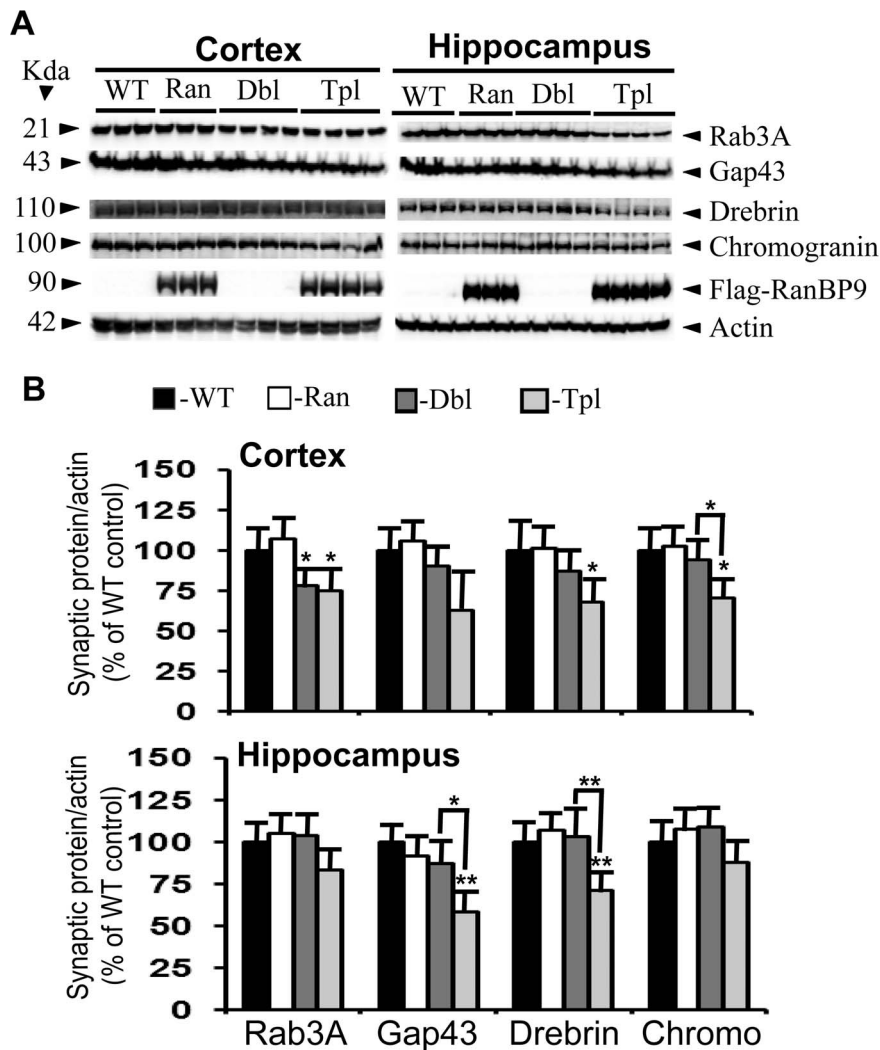 A
Cortex Hippocampus
Kda
WT Ran Dbl Tpl WT Ran Dbl Tpl
21 Rab3A
43 Gap43
110 Drebrin
100 Chromogranin
90 Flag-RanBP9
42 Actin
B
-WT -Ran -Dbl -Tpl
Cortex
Synaptic protein/actin
(% of WT control)
150
125
100
75
50
25
0
* *
*
* *
Hippocampus
Synaptic protein/actin
(% of WT control)
150
125
100
75
50
25
0
* **
** **
Rab3A Gap43 Drebrin Chromo